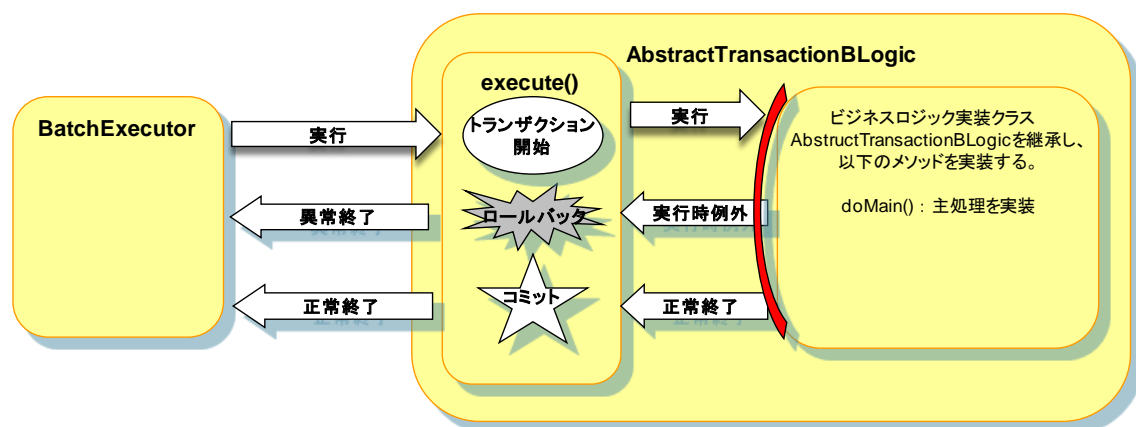 AbstractTransactionBLogic
execute()
BatchExecutor
実行
トランザクション
開始
実行
ビジネスロジック実装クラス
AbstructTransactionBLogicを継承し、
以下のメソッドを実装する。
doMain() : 主処理を実装
異常終了
ロールバック
実行時例外
正常終了
コミット
正常終了